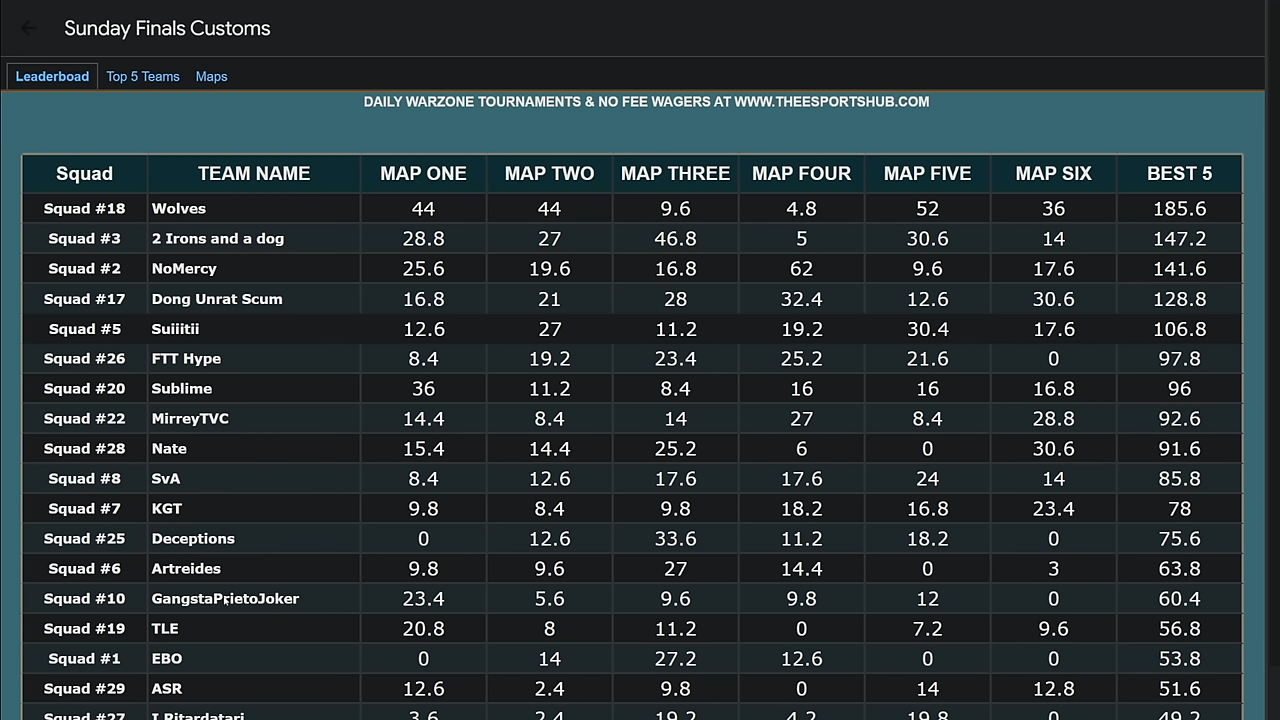 Sunday Finals Customs
Leaderboad Top 5 Teams Maps
DAILY WARZONE TOURNAMENTS & NO FEE WAGERS AT WWW.THEESPORTSHUB.COM
Squad TEAM NAME MAP ONE MAP TWO MAP THREE MAP FOUR MAP FIVE MAP SIX BEST 5
Squad #18 Wolves 44 44 9.6 4.8 52 36 185.6
Squad #3 2 Irons and a dog 28.8 27 46.8 5 30.6 14 147.2
Squad #2 NoMercy 25.6 19.6 16.8 62 9.6 17.6 141.6
Squad #17 Dong Unrat Scum 16.8 21 28 32.4 12.6 30.6 128.8
Squad #5 Suiiitii 12.6 27 11.2 19.2 30.4 17.6 106.8
Squad #26 FTT Hype 8.4 19.2 23.4 25.2 21.6 0 97.8
Squad #20 Sublime 36 11.2 8.4 16 16 16.8 96
Squad #22 MirreyTVC 14.4 8.4 14 27 8.4 28.8 92.6
Squad #28 Nate 15.4 14.4 25.2 6 0 30.6 91.6
Squad #8 SvA 8.4 12.6 17.6 17.6 24 14 85.8
Squad #7 KGT 9.8 8.4 9.8 18.2 16.8 23.4 78
Squad #25 Deceptions 0 12.6 33.6 11.2 18.2 0 75.6
Squad #6 Artreides 9.8 9.6 27 14.4 0 3 63.8
Squad #10 GangstaPrietoJoker 23.4 5.6 9.6 9.8 12 0 60.4
Squad #19 TLE 20.8 8 11.2 0 7.2 9.6 56.8
Squad #1 EBO 0 14 27.2 12.6 0 0 53.8
Squad #29 ASR 12.6 2.4 9.8 0 14 12.8 51.6
Squad #27 I Ritardatari 3.6 2.4 19.2 4.2 19.8 0 49.2